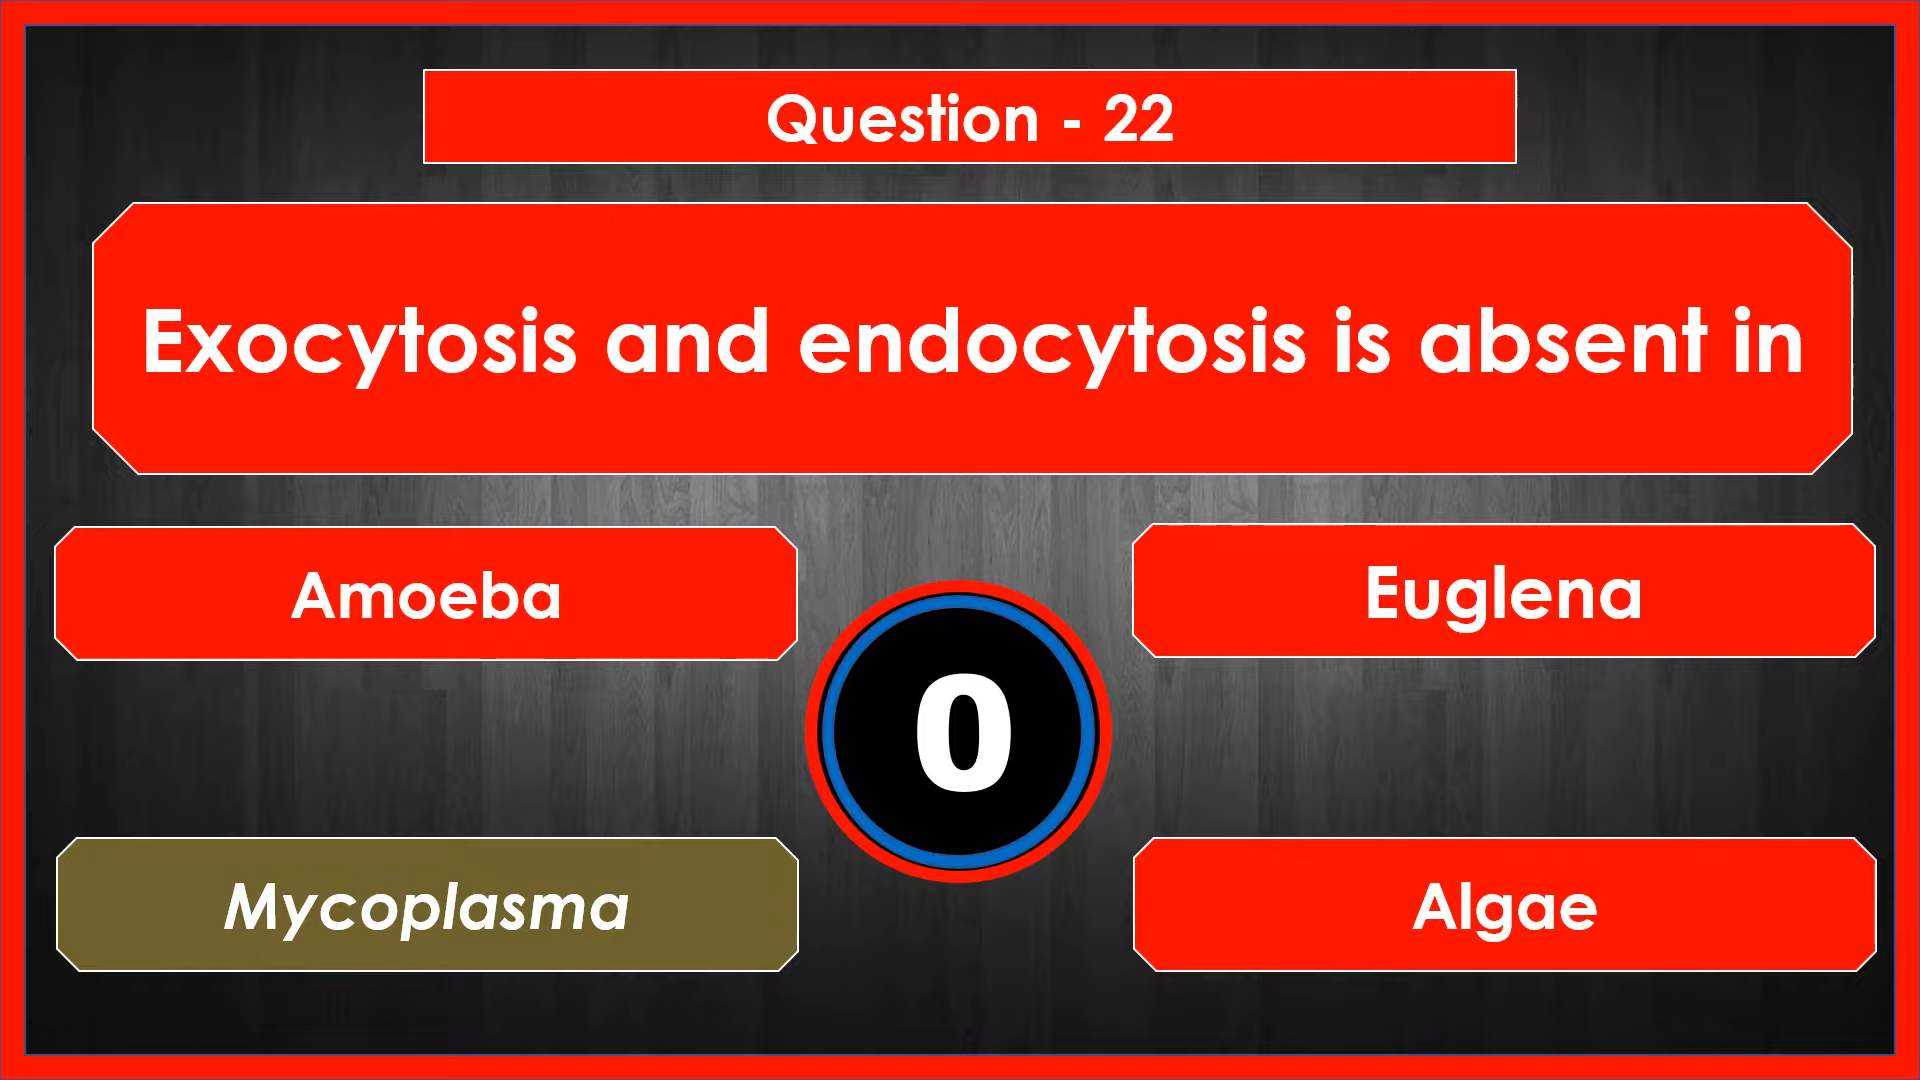 Question - 22
Exocytosis and endocytosis is absent in
Amoeba
Euglena
0
Mycoplasma
Algae